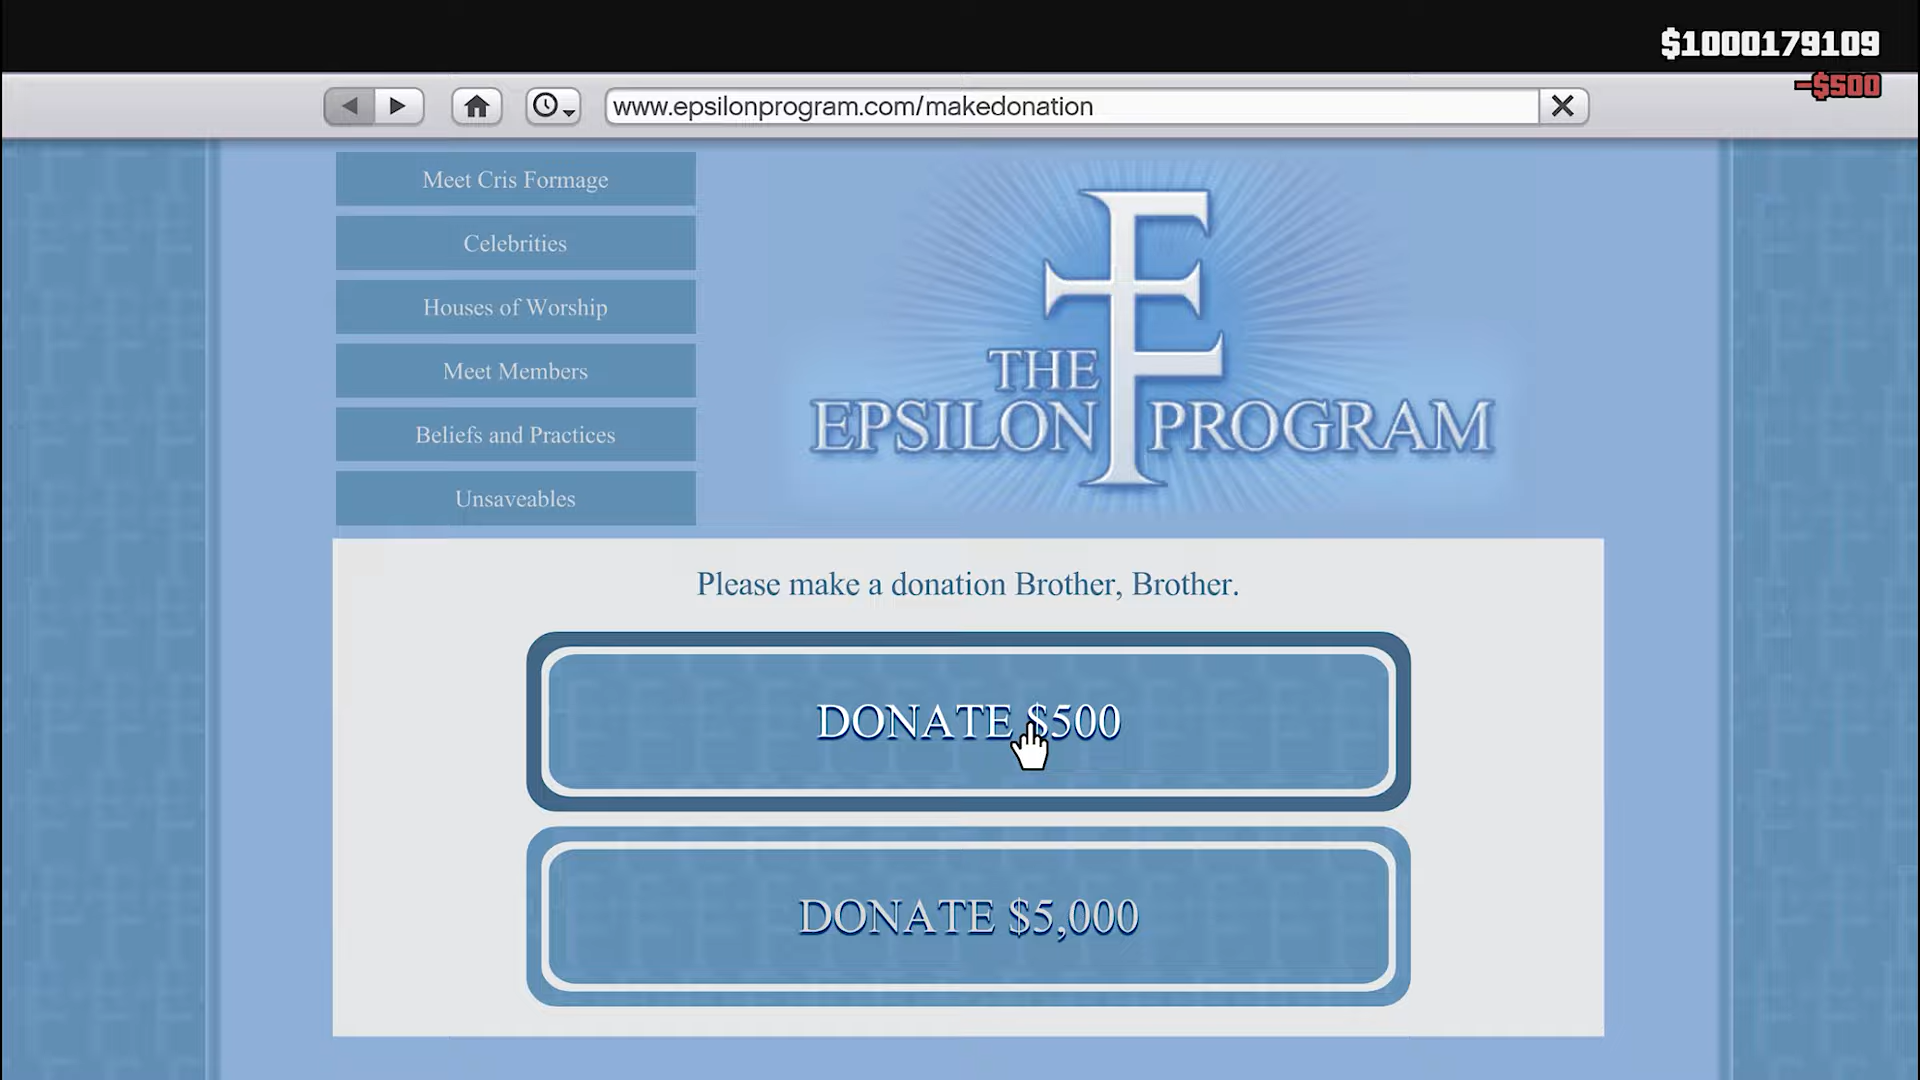 $1000179109
-$500
www.epsilonprogram.com/makedonation
Meet Cris Formage
Celebrities
Houses of Worship
Meet Members
Beliefs and Practices
Unsaveables
THE
EPSILON PROGRAM
Please make a donation Brother, Brother.
DONATE $500
DONATE $5,000